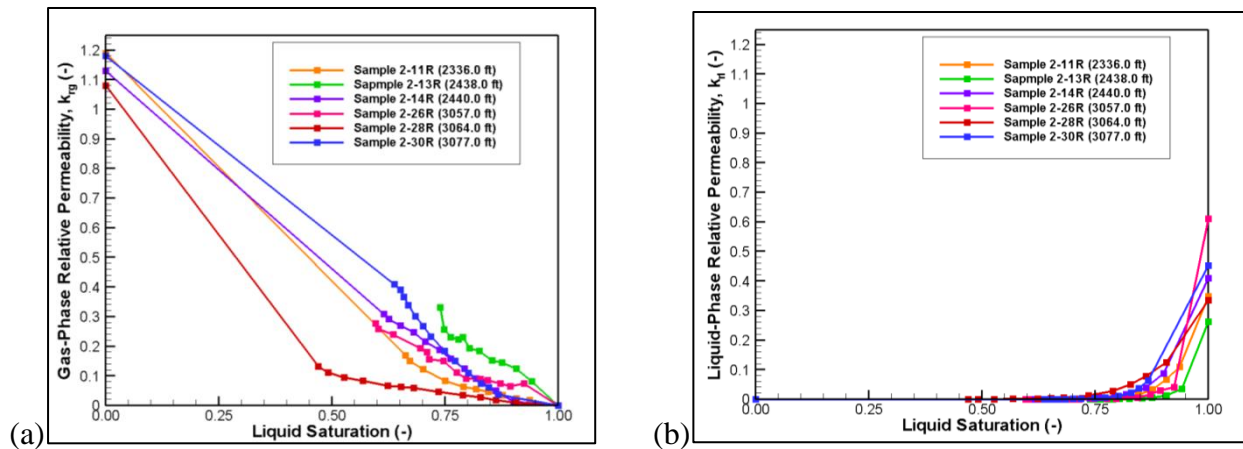 Gas-Phase Relative Permeability, krg (-)
1.2
1.1
1
0.9
0.8
0.7
0.6
0.5
0.4
0.3
0.2
0.1
0
0.00
0.25
0.50
0.75
1.00
Liquid Saturation (-)
Sample 2-11R (2336.0 ft)
Sapmple 2-13R (2438.0 ft)
Sample 2-14R (2440.0 ft)
Sample 2-26R (3057.0 ft)
Sample 2-28R (3064.0 ft)
Sample 2-30R (3077.0 ft)
(a)
Liquid-Phase Relative Permeability, krl (-)
1.2
1.1
1
0.9
0.8
0.7
0.6
0.5
0.4
0.3
0.2
0.1
0
0.00
0.25
0.50
0.75
1.00
Liquid Saturation (-)
Sample 2-11R (2336.0 ft)
Sapmple 2-13R (2438.0 ft)
Sample 2-14R (2440.0 ft)
Sample 2-26R (3057.0 ft)
Sample 2-28R (3064.0 ft)
Sample 2-30R (3077.0 ft)
(b)